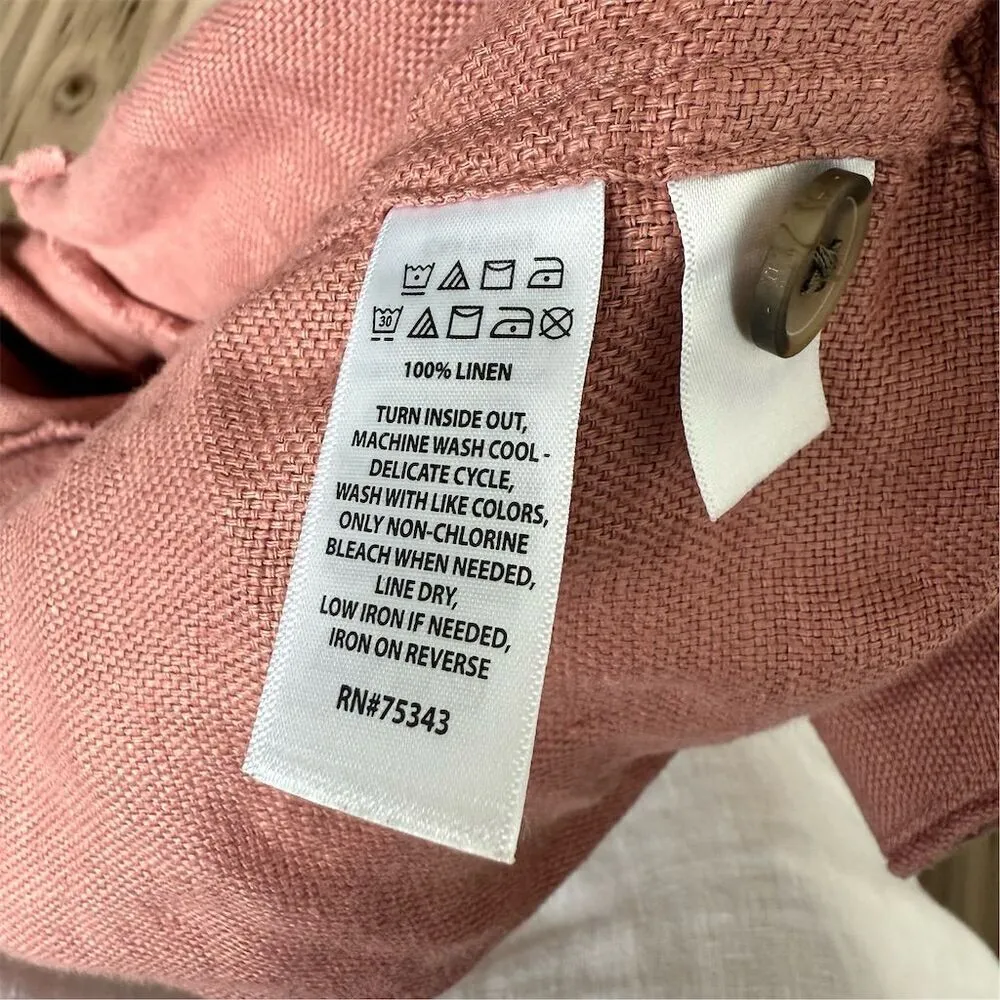 30
100% LINEN
TURN INSIDE OUT,
MACHINE WASH COOL -
DELICATE CYCLE,
WASH WITH LIKE COLORS,
ONLY NON-CHLORINE
BLEACH WHEN NEEDED,
LINE DRY,
LOW IRON IF NEEDED,
IRON ON REVERSE
RN#75343